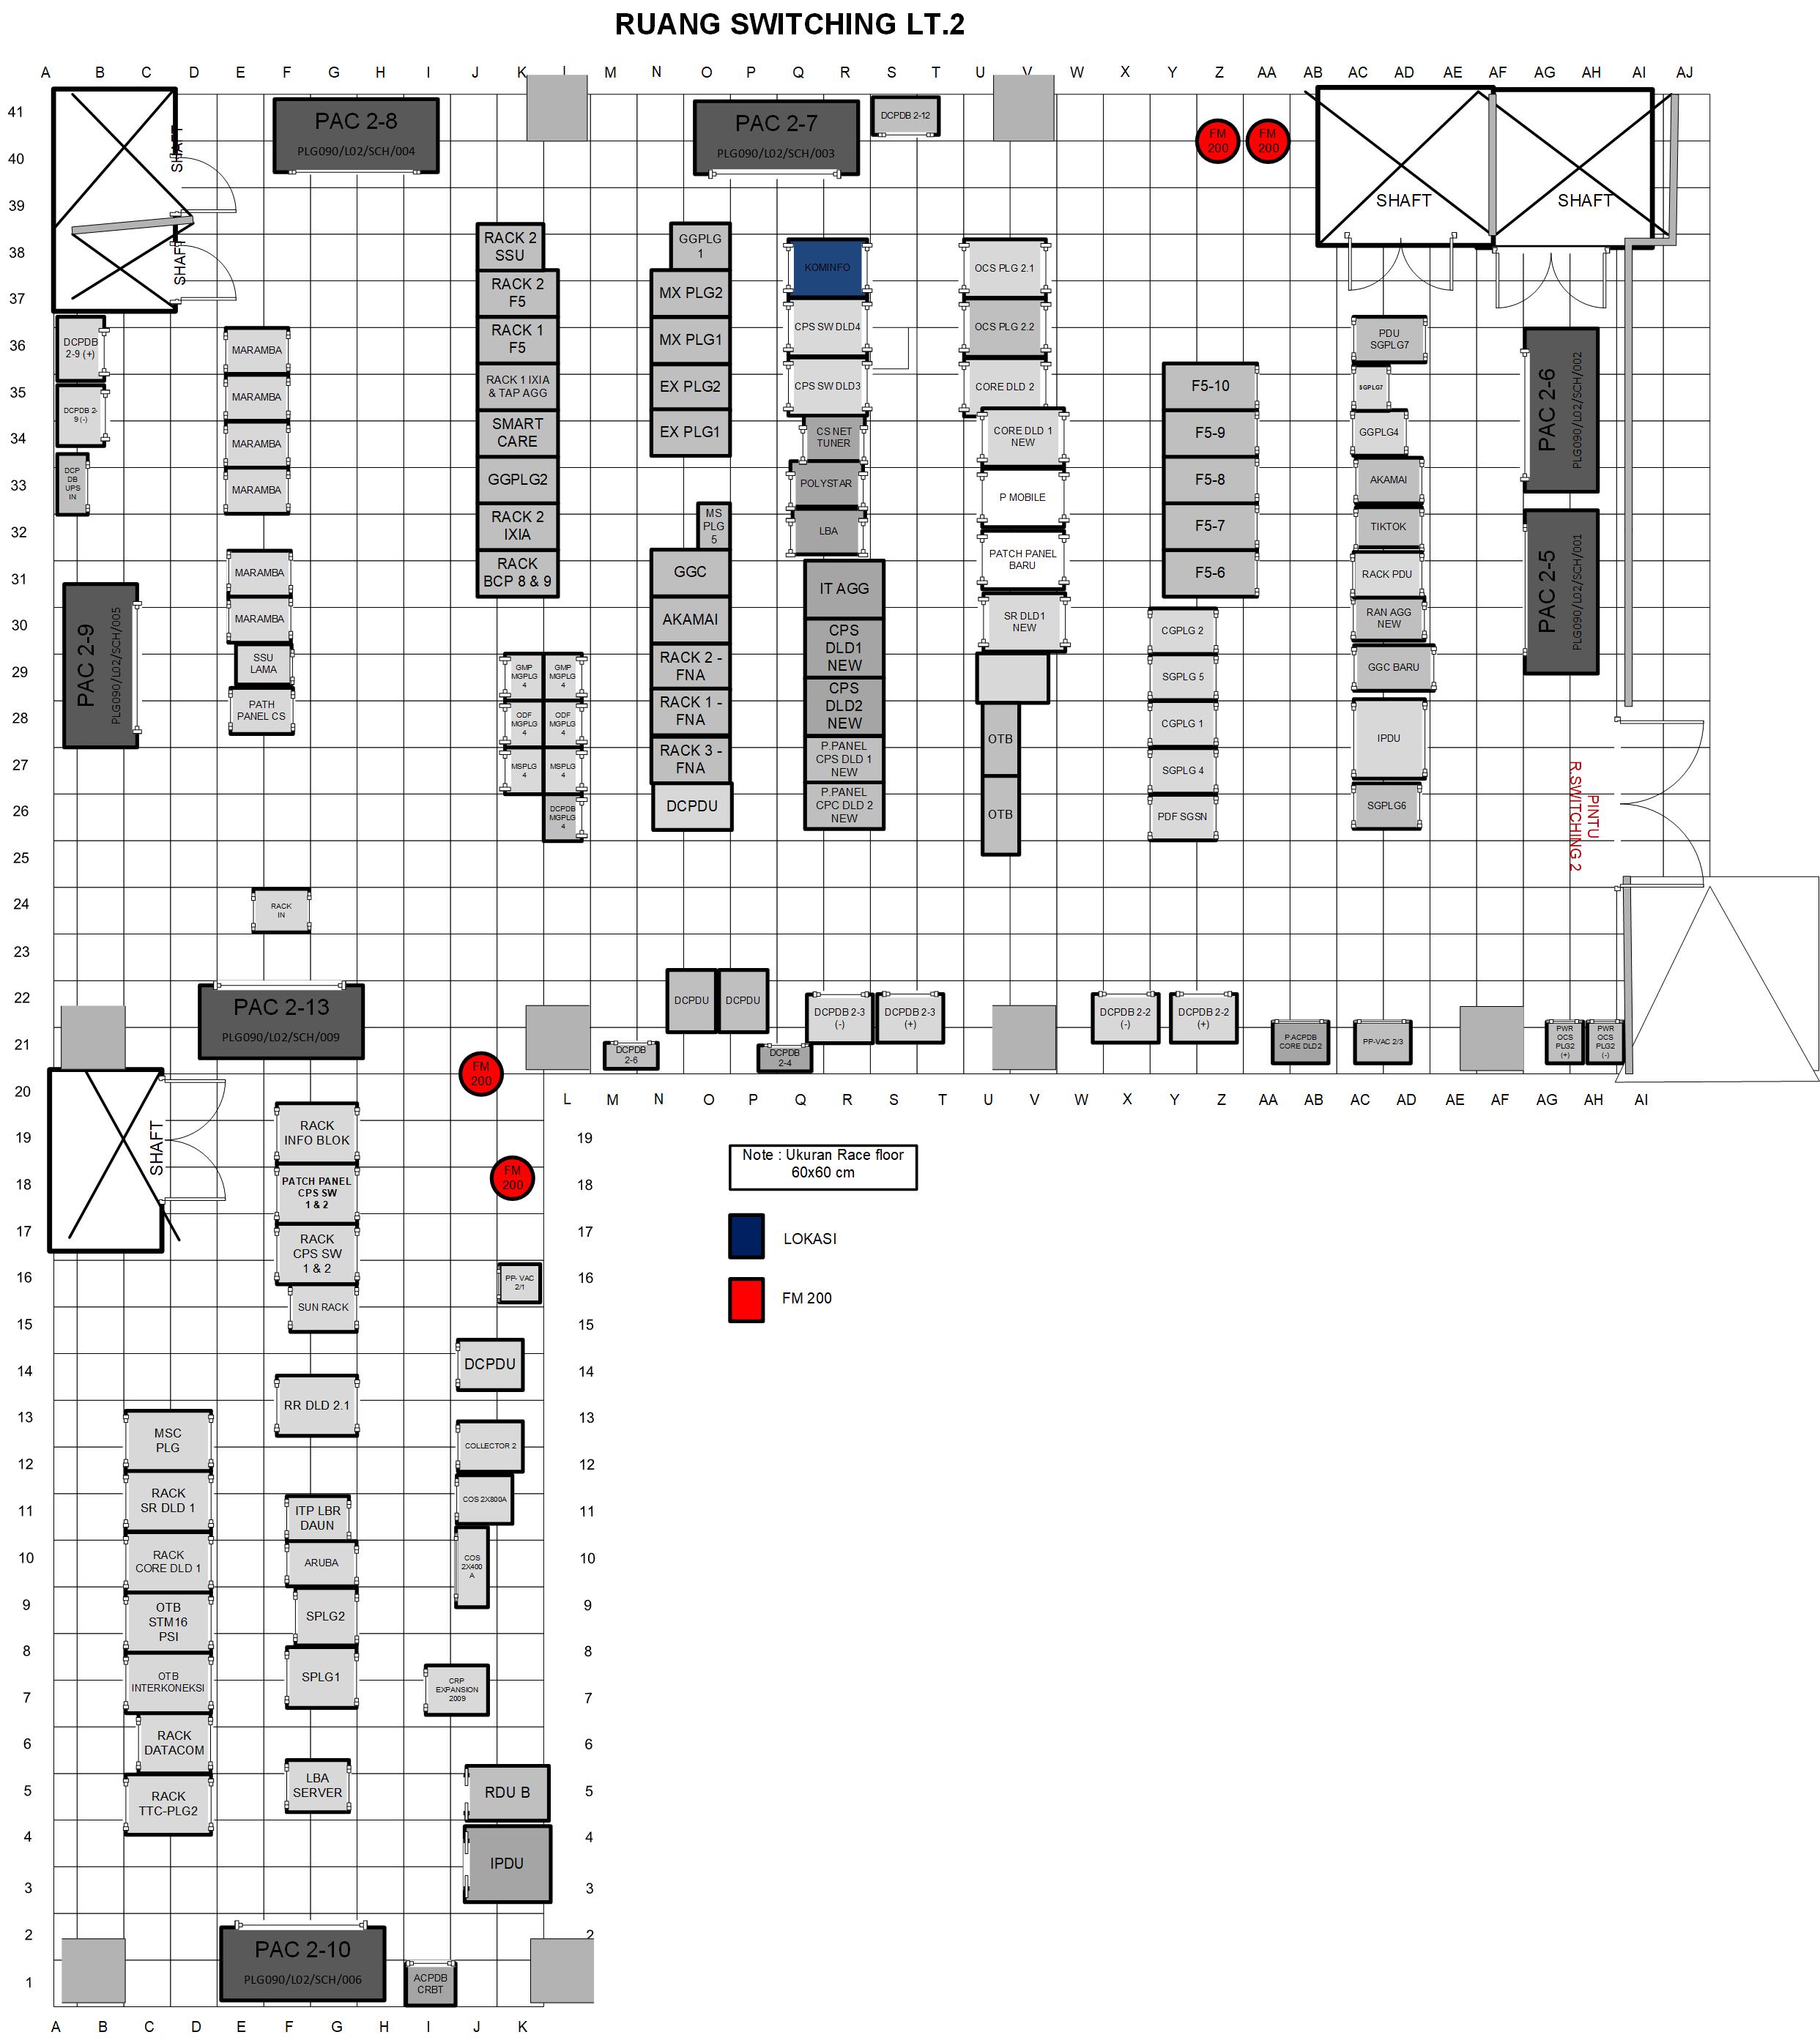 RUANG SWITCHING LT.2
A B C D E F G H I J K L M N O P Q R S T U V W X Y Z AA AB AC AD AE AF AG AH AI AJ
41
PAC 2-8
PLG090/L02/SCH/004
PAC 2-7
PLG090/L02/SCH/003
DCPDB 2-12
FM
200
FM
200
40
SHAFT
39
SHAFT
SHAFT
SHAFT
38
RACK 2
SSU
GGPLG
1
KOMINFO
OCS PLG 2.1
37
RACK 2
F5
MX PLG2
36
DCPDB
2-9 (+)
MARAMBA
RACK 1
F5
MX PLG1
CPS SW DLD4
OCS PLG 2.2
PDU
SGPLG7
PAC 2-6
PLG090/L02/SCH/002
35
DCPDB 2-
9 (-)
MARAMBA
RACK 1 IXIA
& TAP AGG
EX PLG2
CPS SW DLD3
CORE DLD 2
F5-10
SGPLG7
34
MARAMBA
SMART
CARE
EX PLG1
CS NET
TUNER
CORE DLD 1
NEW
F5-9
GGPLG4
33
DCP
DB
UPS
IN
MARAMBA
GGPLG2
POLYSTAR
P MOBILE
F5-8
AKAMAI
32
RACK 2
IXIA
MS
PLG
5
LBA
PATCH PANEL
BARU
F5-7
TIKTOK
PAC 2-5
PLG090/L02/SCH/001
31
MARAMBA
RACK
BCP 8 & 9
GGC
IT AGG
F5-6
RACK PDU
30
PAC 2-9
PLG090/L02/SCH/005
MARAMBA
AKAMAI
CPS
DLD1
NEW
SR DLD1
NEW
CGPLG 2
RAN AGG
NEW
29
SSU
LAMA
GMP
MGPLG
4
GMP
MGPLG
4
RACK 2 -
FNA
SGPLG 5
GGC BARU
28
PATH
PANEL CS
ODF
MGPLG
4
ODF
MGPLG
4
RACK 1 -
FNA
CPS
DLD2
NEW
OTB
CGPLG 1
IPDU
27
MSPLG
4
MSPLG
4
RACK 3 -
FNA
P.PANEL
CPS DLD 1
NEW
SGPLG 4
PINTU
R.SWITCHING 2
26
DCPDB
MGPLG
4
DCPDU
P.PANEL
CPC DLD 2
NEW
OTB
PDF SGSN
SGPLG6
25
24
RACK
IN
23
22
PAC 2-13
PLG090/L02/SCH/009
DCPDU
DCPDU
DCPDB 2-3
(-)
DCPDB 2-3
(+)
DCPDB 2-2
(-)
DCPDB 2-2
(+)
21
DCPDB
2-6
DCPDB
2-4
P.ACPDB
CORE DLD2
PP-VAC 2/3
PWR
OCS
PLG2
(+)
PWR
OCS
PLG2
(-)
20
FM
200
L M N O P Q R S T U V W X Y Z AA AB AC AD AE AF AG AH AI
19
SHAFT
RACK
INFO BLOK
19
Note : Ukuran Race floor
60x60 cm
18
PATCH PANEL
CPS SW
1 & 2
FM
200
18
17
RACK
CPS SW
1 & 2
17
LOKASI
16
PP- VAC
2/1
16
FM 200
15
SUN RACK
15
14
DCPDU
14
13
RR DLD 2.1
13
MSC
PLG
COLLECTOR 2
12
12
11
RACK
SR DLD 1
ITP LBR
DAUN
COS 2X800A
11
10
RACK
CORE DLD 1
ARUBA
COS
2X400
A
10
9
OTB
STM16
PSI
SPLG2
9
8
8
OTB
INTERKONEKSI
SPLG1
CRP
EXPANSION
2009
7
7
6
RACK
DATACOM
6
5
RACK
TTC-PLG2
LBA
SERVER
RDU B
5
4
4
IPDU
3
3
2
PAC 2-10
PLG090/L02/SCH/006
2
1
ACPDB
CRBT
A B C D E F G H I J K